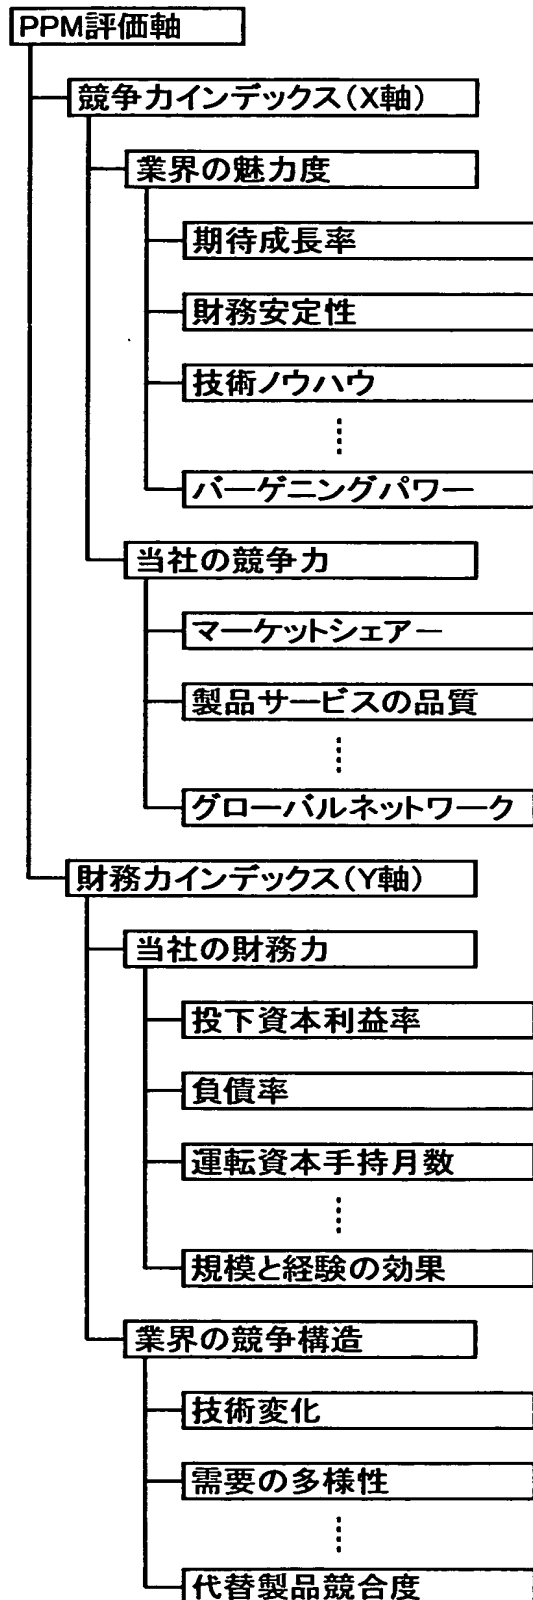 PPM評価軸
競争力インデックス(X軸)
業界の魅力度
期待成長率
財務安定性
技術ノウハウ
バーゲニングパワー
当社の競争力
マーケットシェアー
製品サービスの品質
グローバルネットワーク
財務力インデックス(Y軸)
当社の財務力
投下資本利益率
負債率
運転資本手持月数
規模と経験の効果
業界の競争構造
技術変化
需要の多様性
代替製品競合度